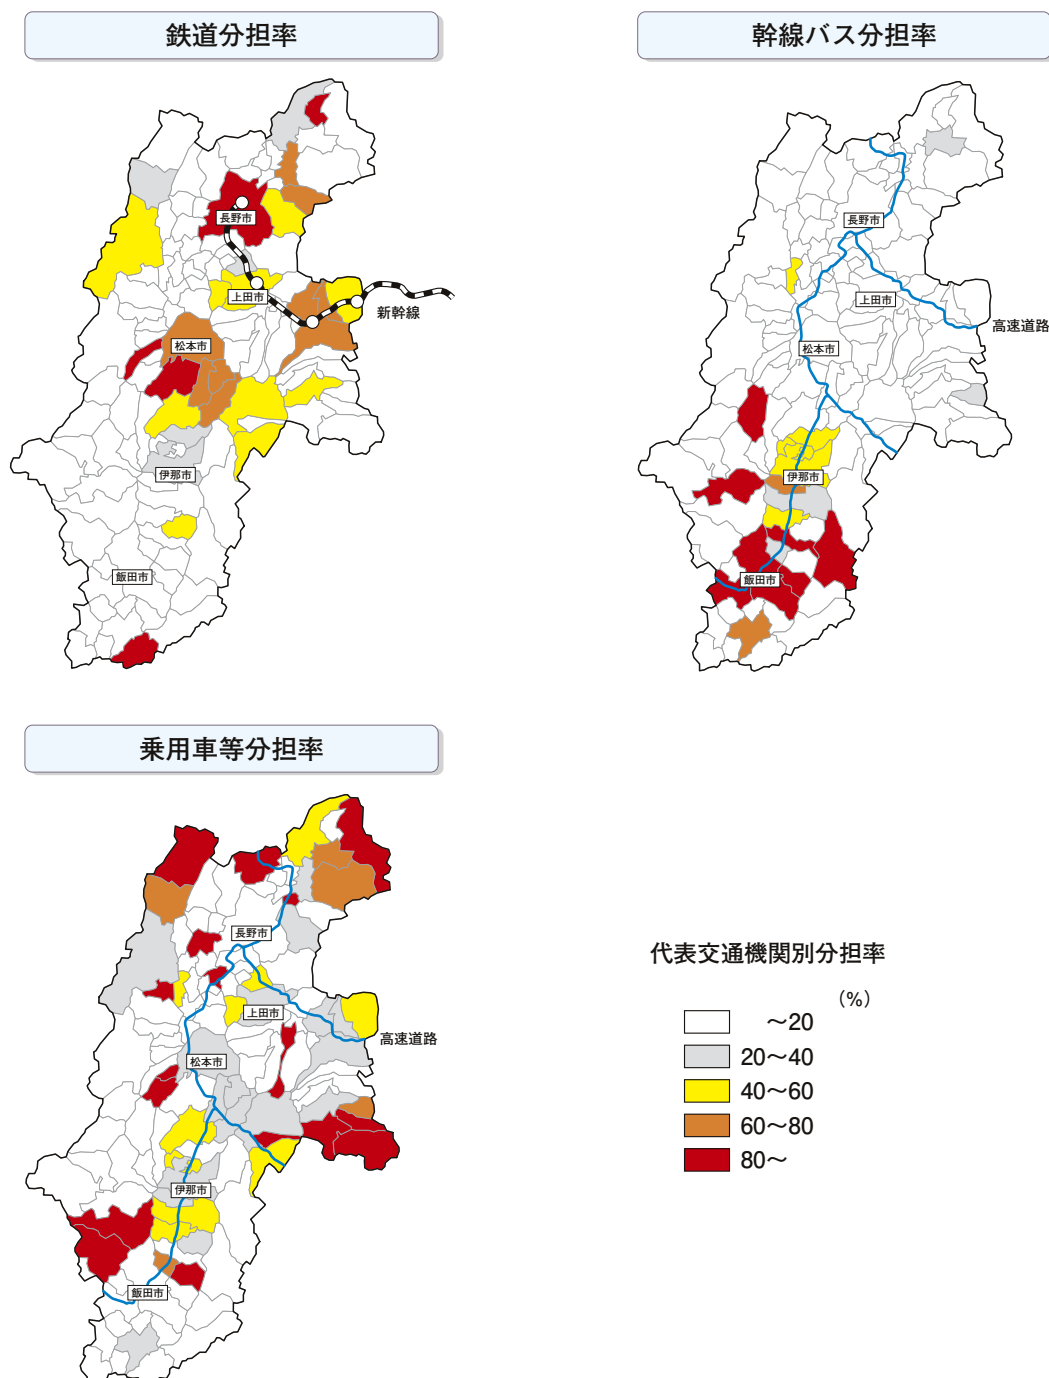 鉄道分担率
長野市
上田市
新幹線
松本市
伊那市
飯田市
幹線バス分担率
長野市
上田市
高速道路
松本市
伊那市
飯田市
乗用車等分担率
長野市
上田市
高速道路
松本市
伊那市
飯田市
代表交通機関別分担率
(%)
～20
20～40
40～60
60～80
80～